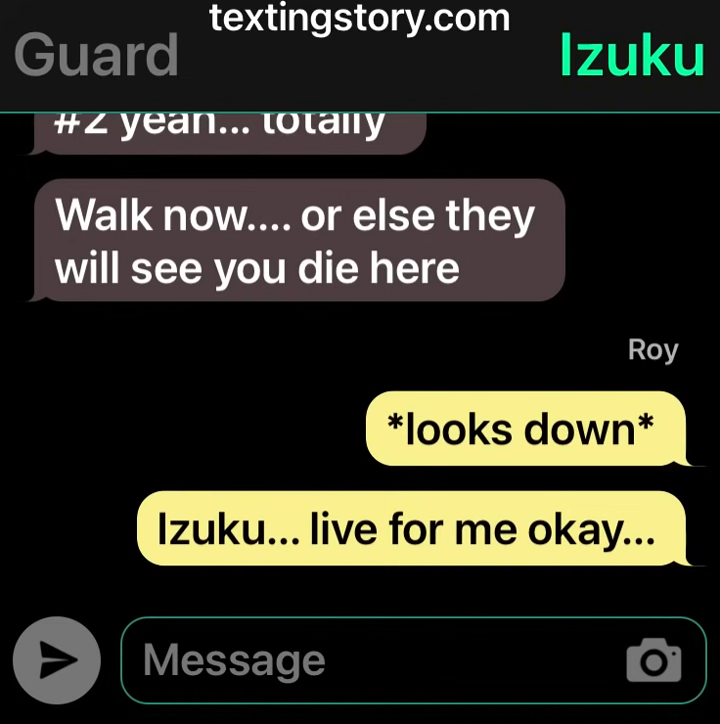 textingstory.com
Guard
Izuku
#2 yeah... totally
Walk now.... or else they
will see you die here
Roy
*looks down*
Izuku... live for me okay...
Message